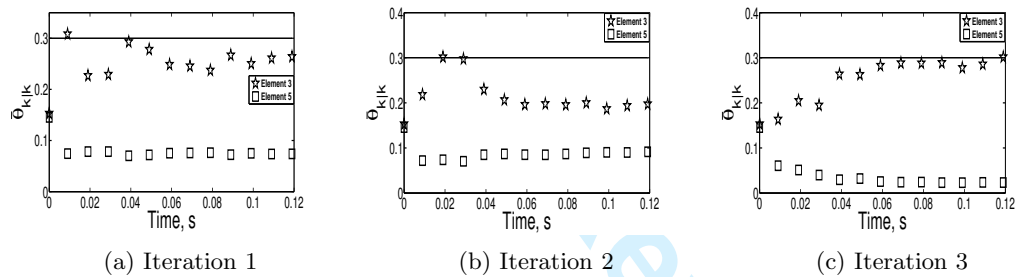 0.4
0.3
0.2
0.1
0
Θ̄k|k
0 0.02 0.04 0.06 0.08 0.1 0.12
Time, s
Element 3
Element 5
(a) Iteration 1
0.4
0.3
0.2
0.1
0
Θ̄k|k
0 0.02 0.04 0.06 0.08 0.1 0.12
Time, s
Element 3
Element 5
(b) Iteration 2
0.4
0.3
0.2
0.1
0
Θ̄k|k
0 0.02 0.04 0.06 0.08 0.1 0.12
Time, s
Element 3
Element 5
(c) Iteration 3